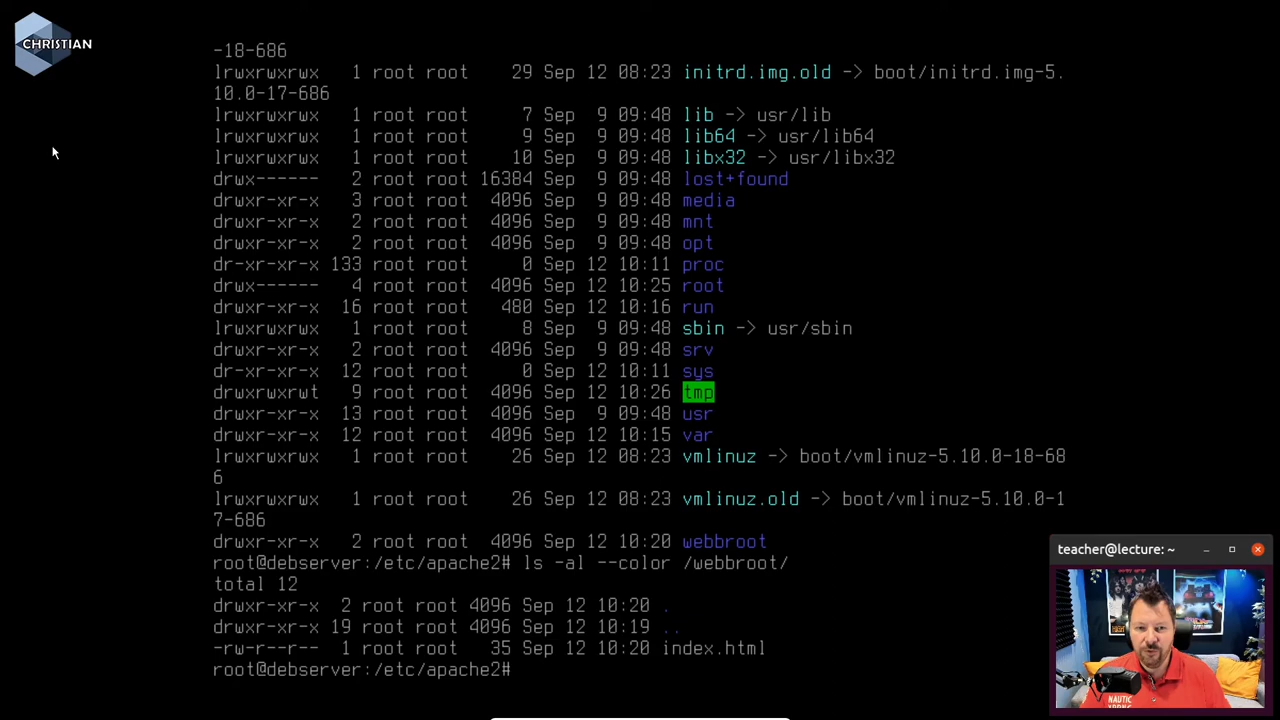 CHRISTIAN
-18-686
lrwxrwxrwx   1 root root    29 Sep 12 08:23 initrd.img.old -> boot/initrd.img-5.
10.0-17-686
lrwxrwxrwx   1 root root     7 Sep  9 09:48 lib -> usr/lib
lrwxrwxrwx   1 root root     9 Sep  9 09:48 lib64 -> usr/lib64
lrwxrwxrwx   1 root root    10 Sep  9 09:48 libx32 -> usr/libx32
drwx------   2 root root 16384 Sep  9 09:48 lost+found
drwxr-xr-x   3 root root  4096 Sep  9 09:48 media
drwxr-xr-x   2 root root  4096 Sep  9 09:48 mnt
drwxr-xr-x   2 root root  4096 Sep  9 09:48 opt
dr-xr-xr-x 133 root root     0 Sep 12 10:11 proc
drwx------   4 root root  4096 Sep 12 10:25 root
drwxr-xr-x  16 root root   480 Sep 12 10:16 run
lrwxrwxrwx   1 root root     8 Sep  9 09:48 sbin -> usr/sbin
drwxr-xr-x   2 root root  4096 Sep  9 09:48 srv
dr-xr-xr-x  12 root root     0 Sep 12 10:11 sys
drwxrwxrwt   9 root root  4096 Sep 12 10:26 tmp
drwxr-xr-x  13 root root  4096 Sep  9 09:48 usr
drwxr-xr-x  12 root root  4096 Sep 12 10:15 var
lrwxrwxrwx   1 root root    26 Sep 12 08:23 vmlinuz -> boot/vmlinuz-5.10.0-18-68
6
lrwxrwxrwx   1 root root    26 Sep 12 08:23 vmlinuz.old -> boot/vmlinuz-5.10.0-1
7-686
drwxr-xr-x   2 root root  4096 Sep 12 10:20 webbroot
root@debserver:/etc/apache2# ls -al --color /webbroot/
total 12
drwxr-xr-x  2 root root 4096 Sep 12 10:20 .
drwxr-xr-x 19 root root 4096 Sep 12 10:19 ..
-rw-r--r--  1 root root   35 Sep 12 10:20 index.html
root@debserver:/etc/apache2#
teacher@lecture: ~
NAUTIC